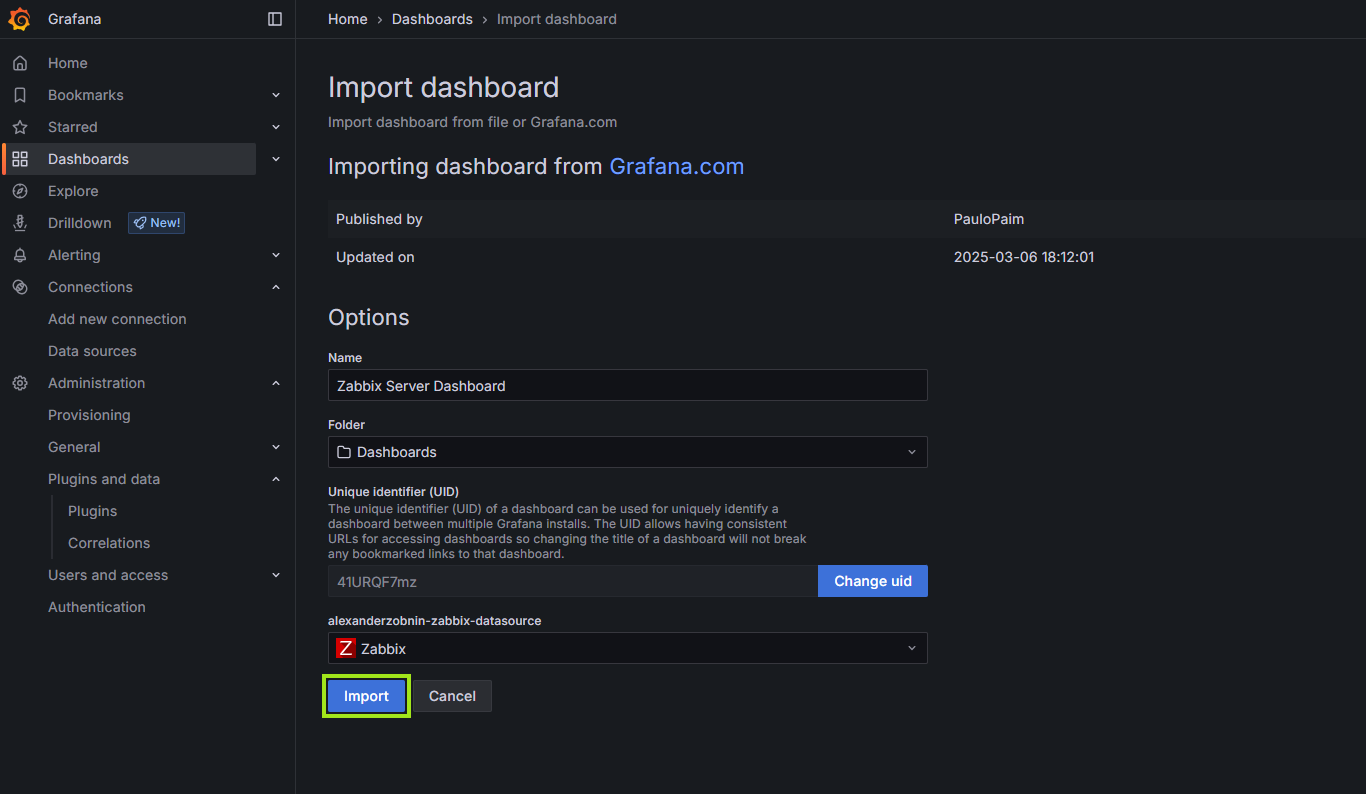 Grafana
Home › Dashboards › Import dashboard
Home
Bookmarks
Starred
Dashboards
Explore
Drilldown New!
Alerting
Connections
Add new connection
Data sources
Administration
Provisioning
General
Plugins and data
Plugins
Correlations
Users and access
Authentication
Import dashboard
Import dashboard from file or Grafana.com
Importing dashboard from Grafana.com
Published by PauloPaim
Updated on 2025-03-06 18:12:01
Options
Name
Zabbix Server Dashboard
Folder
Dashboards
Unique identifier (UID)
The unique identifier (UID) of a dashboard can be used for uniquely identify a
dashboard between multiple Grafana installs. The UID allows having consistent
URLs for accessing dashboards so changing the title of a dashboard will not break
any bookmarked links to that dashboard.
41URQF7mz Change uid
alexanderzobnin-zabbix-datasource
Z Zabbix
Import Cancel